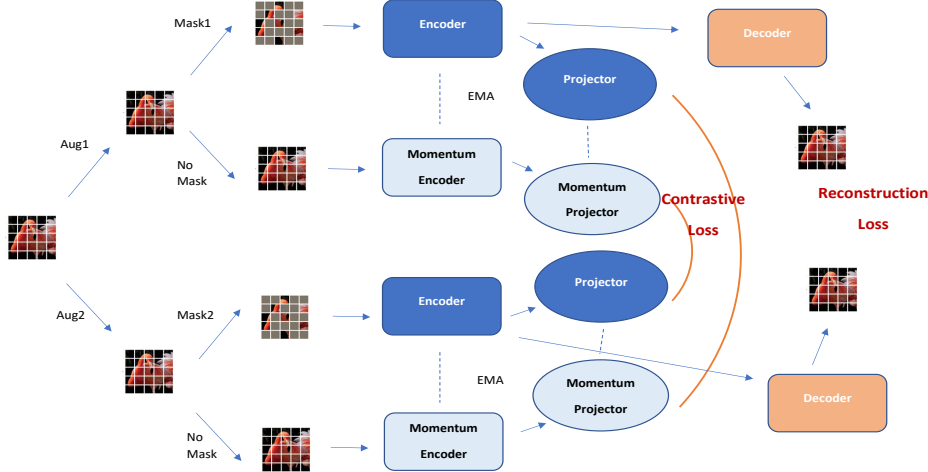 Mask1
Encoder
Decoder
Projector
EMA
Aug1
No
Mask
Momentum
Encoder
Momentum
Projector
Contrastive
Loss
Reconstruction
Loss
Aug2
Mask2
Encoder
Projector
EMA
Momentum
Projector
Decoder
No
Mask
Momentum
Encoder